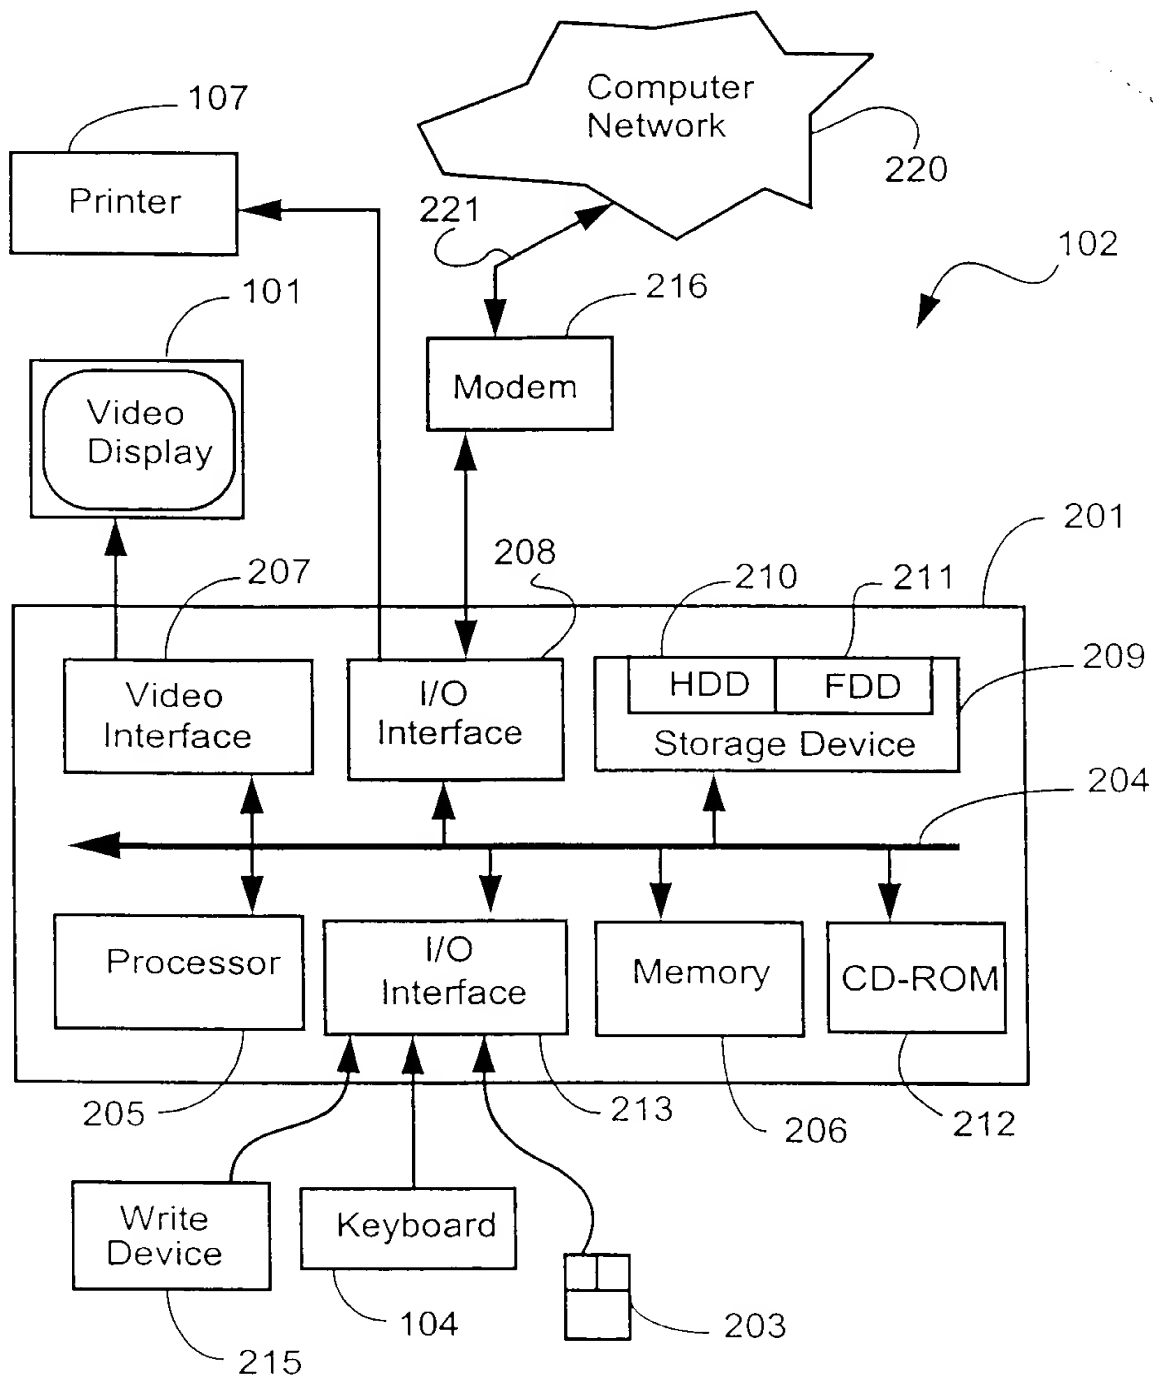 Computer
Network
107
220
Printer
221
102
101
216
Video
Display
Modem
201
208
207
210
211
209
Video
Interface
I/O
Interface
HDD
FDD
Storage Device
204
Processor
I/O
Interface
Memory
CD-ROM
205
213
206
212
Write
Device
Keyboard
104
203
215